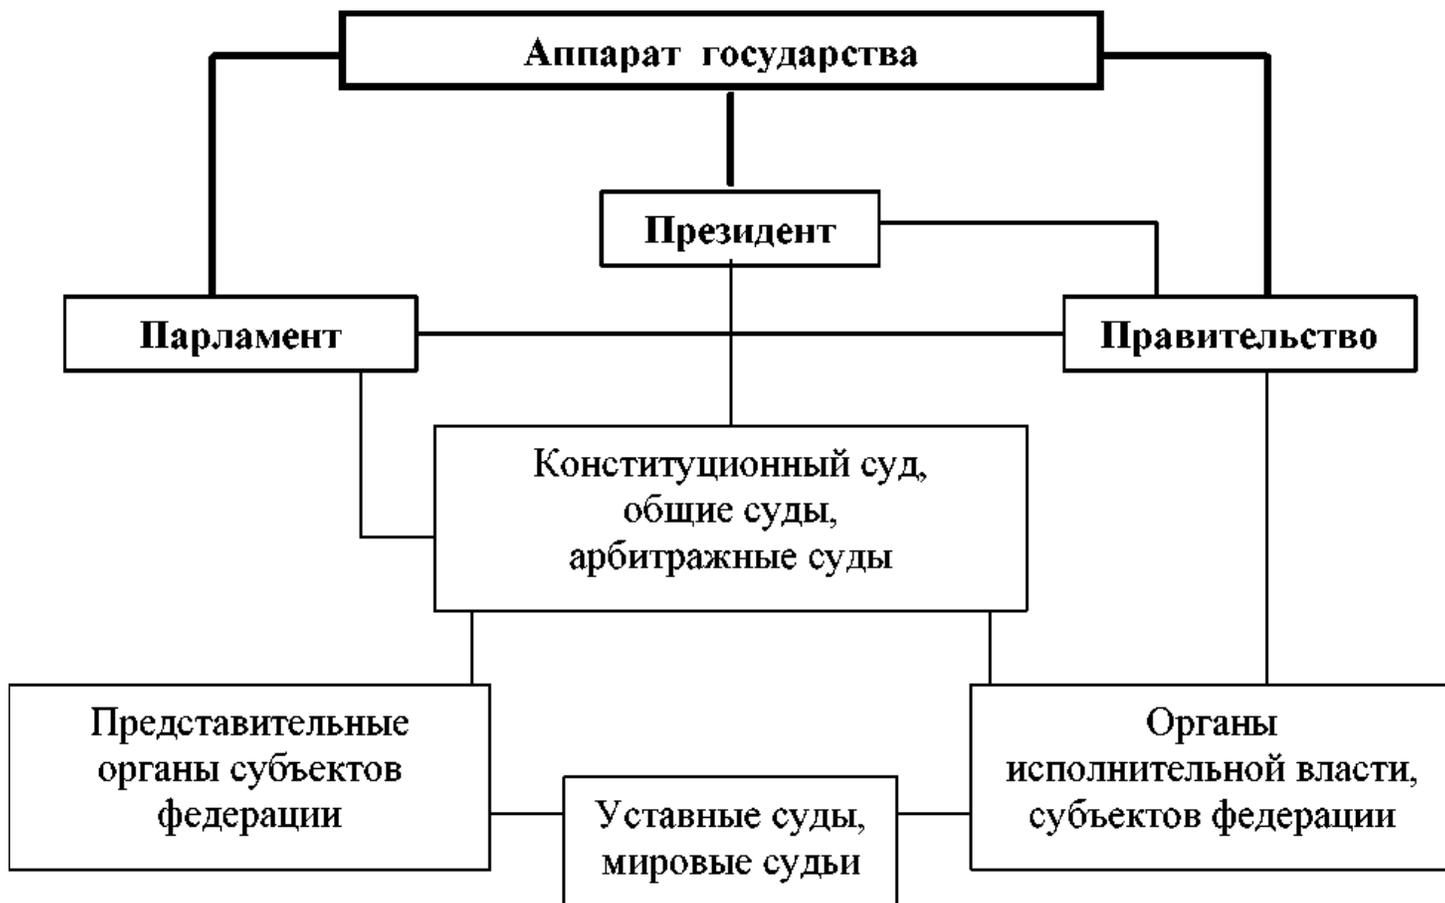 Аппарат государства
Президент
Парламент
Правительство
Конституционный суд,
общие суды,
арбитражные суды
Представительные
органы субъектов
федерации
Уставные суды,
мировые судьи
Органы
исполнительной власти,
субъектов федерации